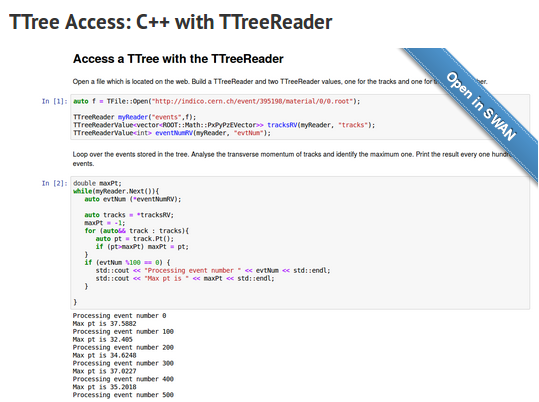 TTree Access: C++ with TTreeReader
Access a TTree with the TTreeReader
Open in SWAN
Open a file which is located on the web. Build a TTreeReader and two TTreeReader values, one for the tracks and one for
In [1]: auto f = TFile::Open("http://indico.cern.ch/event/395198/material/0/0.root");
TTreeReader myReader("events",f);
TTreeReaderValue<vector<ROOT::Math::PxPyPzEVector>> tracksRV(myReader, "tracks");
TTreeReaderValue<int> eventNumRV(myReader, "evtNum");
Loop over the events stored in the tree. Analyse the transverse momentum of tracks and identify the maximum one. Print the result every one
events.
In [2]: double maxPt;
while(myReader.Next()){
auto evtNum (*eventNumRV);
auto tracks = *tracksRV;
maxPt = -1;
for (auto&& track : tracks){
auto pt = track.Pt();
if (pt>maxPt) maxPt = pt;
}
if (evtNum %100 == 0) {
std::cout << "Processing event number " << evtNum << std::endl;
std::cout << "Max pt is " << maxPt << std::endl;
}
}
Processing event number 0
Max pt is 37.5882
Processing event number 100
Max pt is 32.405
Processing event number 200
Max pt is 34.6248
Processing event number 300
Max pt is 37.0227
Processing event number 400
Max pt is 35.2018
Processing event number 500